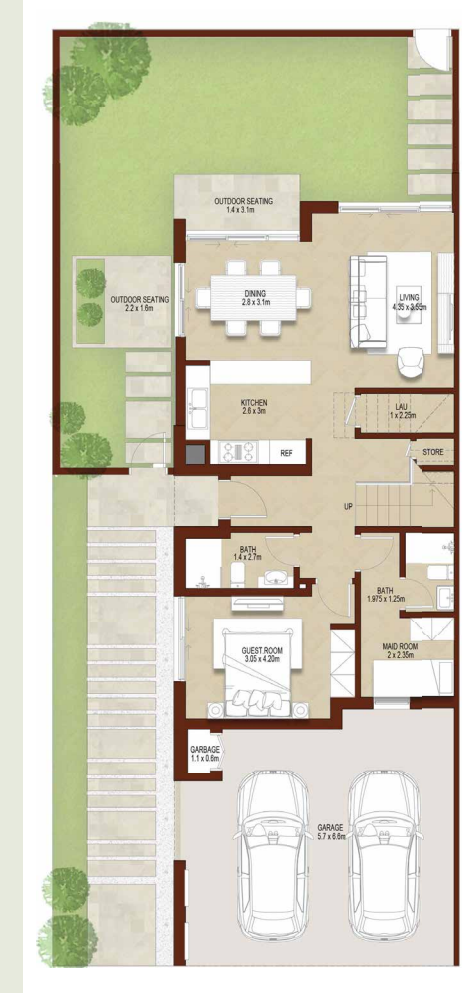 OUTDOOR SEATING
1.4 x 3.1m
OUTDOOR SEATING
2.2 x 1.6m
DINING
2.8 x 3.1m
LIVING
4.35 x 3.55m
KITCHEN
2.6 x 3m
LAU
1 x 2.25m
REF
STORE
UP
BATH
1.4 x 2.7m
BATH
1.975 x 1.25m
GUEST ROOM
3.05 x 4.20m
MAID ROOM
2 x 2.35m
GARBAGE
1.1 x 0.6m
GARAGE
5.7 x 6.6m